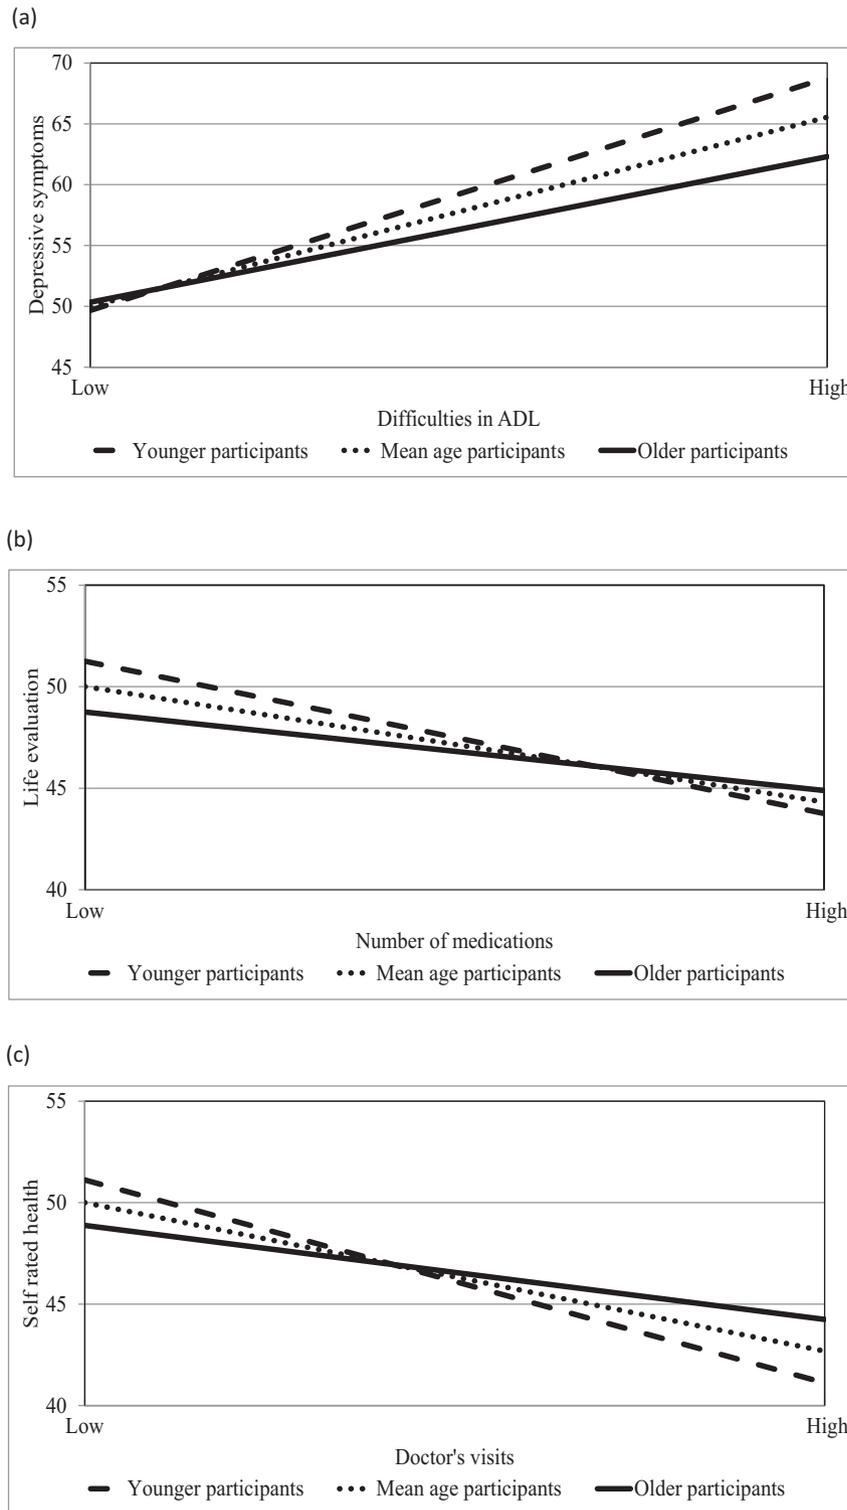 (a)
70
65
60
55
50
45
Depressive symptoms
Low
High
Difficulties in ADL
Younger participants
Mean age participants
Older participants
(b)
55
50
45
40
Life evaluation
Low
High
Number of medications
Younger participants
Mean age participants
Older participants
(c)
55
50
45
40
Self rated health
Low
High
Doctor's visits
Younger participants
Mean age participants
Older participants